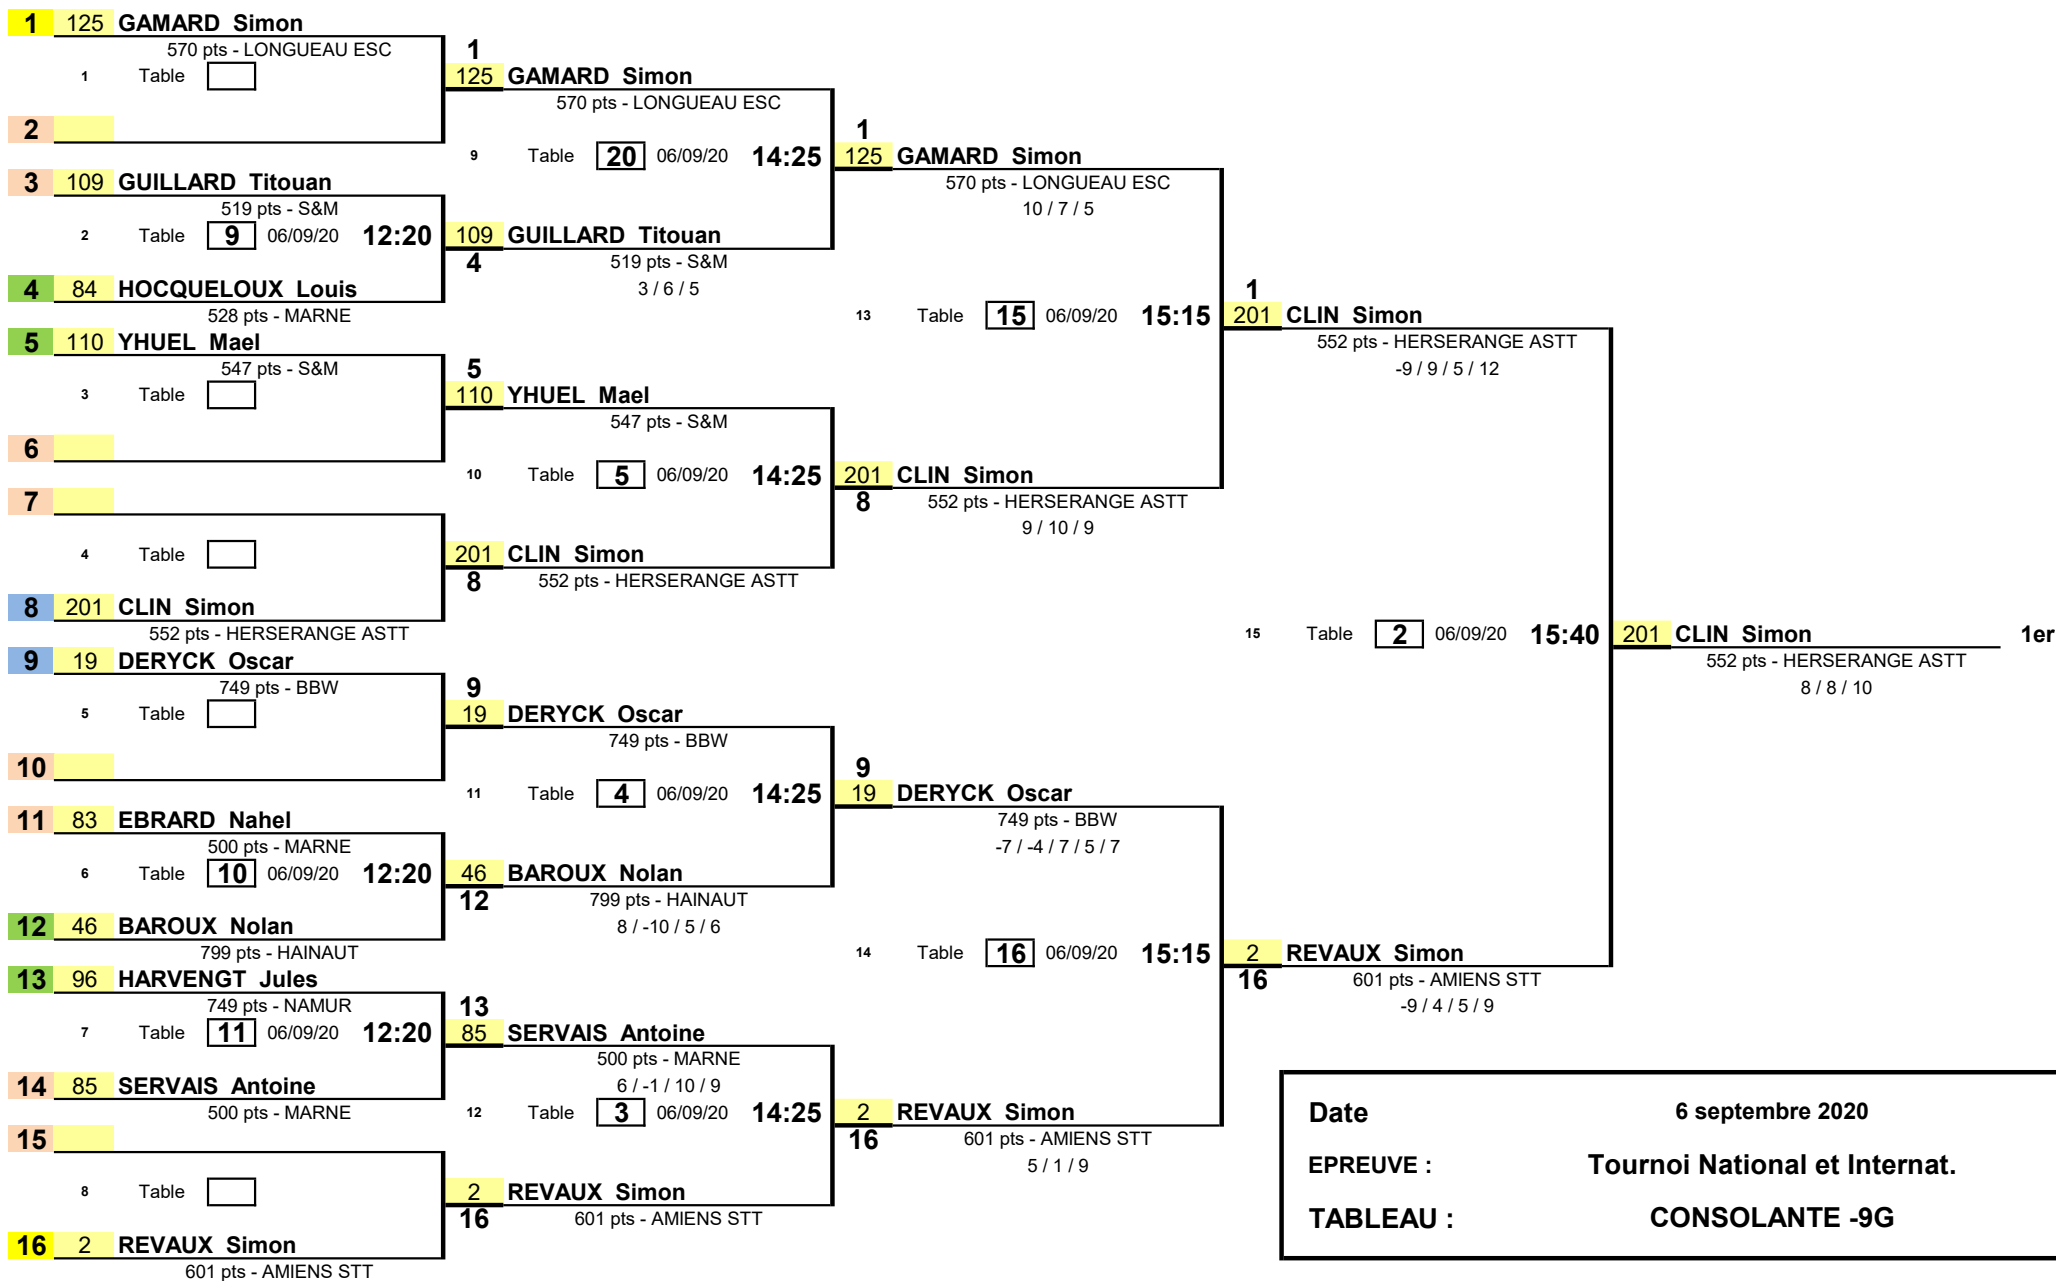 1 125 GAMARD Simon
570 pts - LONGUEAU ESC
1 Table
2
3 109 GUILLARD Titouan
519 pts - S&M
2 Table 9 06/09/20 12:20
4 84 HOCQUELOUX Louis
528 pts - MARNE
5 110 YHUEL Mael
547 pts - S&M
3 Table
6
7
4 Table
8 201 CLIN Simon
552 pts - HERSERANGE ASTT
9 19 DERYCK Oscar
749 pts - BBW
5 Table
10
11 83 EBRARD Nahel
500 pts - MARNE
6 Table 10 06/09/20 12:20
12 46 BAROUX Nolan
799 pts - HAINAUT
13 96 HARVENGT Jules
749 pts - NAMUR
7 Table 11 06/09/20 12:20
14 85 SERVAIS Antoine
500 pts - MARNE
15
8 Table
16 2 REVAUX Simon
601 pts - AMIENS STT
1
125 GAMARD Simon
570 pts - LONGUEAU ESC
9 Table 20 06/09/20 14:25
109 GUILLARD Titouan
4 519 pts - S&M
3 / 6 / 5
5
110 YHUEL Mael
547 pts - S&M
10 Table 5 06/09/20 14:25
201 CLIN Simon
8 552 pts - HERSERANGE ASTT
9
19 DERYCK Oscar
749 pts - BBW
11 Table 4 06/09/20 14:25
46 BAROUX Nolan
12 799 pts - HAINAUT
8 / -10 / 5 / 6
13
85 SERVAIS Antoine
500 pts - MARNE
6 / -1 / 10 / 9
12 Table 3 06/09/20 14:25
2 REVAUX Simon
16 601 pts - AMIENS STT
1
125 GAMARD Simon
570 pts - LONGUEAU ESC
10 / 7 / 5
13 Table 15 06/09/20 15:15
201 CLIN Simon
8 552 pts - HERSERANGE ASTT
9 / 10 / 9
9
19 DERYCK Oscar
749 pts - BBW
-7 / -4 / 7 / 5 / 7
14 Table 16 06/09/20 15:15
2 REVAUX Simon
16 601 pts - AMIENS STT
5 / 1 / 9
1
201 CLIN Simon
552 pts - HERSERANGE ASTT
-9 / 9 / 5 / 12
15 Table 2 06/09/20 15:40
2 REVAUX Simon
16 601 pts - AMIENS STT
-9 / 4 / 5 / 9
201 CLIN Simon 1er
552 pts - HERSERANGE ASTT
8 / 8 / 10
Date 6 septembre 2020
EPREUVE : Tournoi National et Internat.
TABLEAU : CONSOLANTE -9G